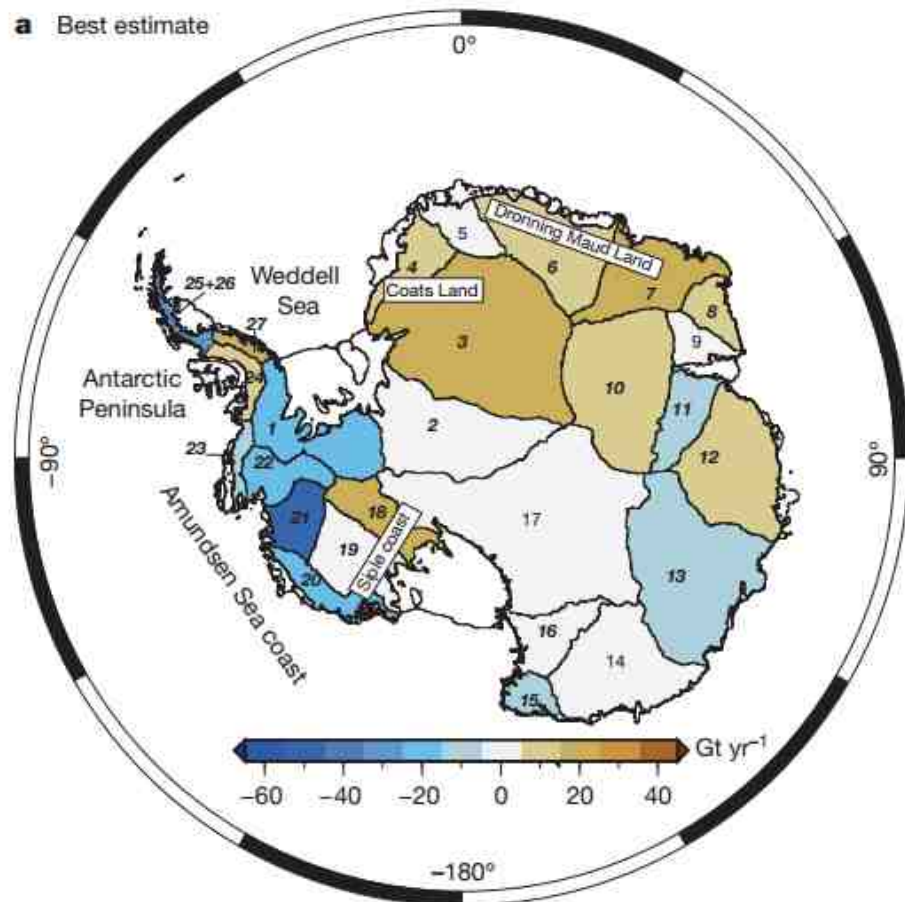 a Best estimate
0°
5
Dronning Maud Land
4
6
Weddell
Sea
25+26
Coats Land
7
8
27
3
9
24
Antarctic
Peninsula
10
11
1
2
12
23
22
–90°
90°
21
18
17
19
Siple coast
13
20
Amundsen Sea coast
16
14
15
Gt yr⁻¹
–60 –40 –20 0 20 40
–180°